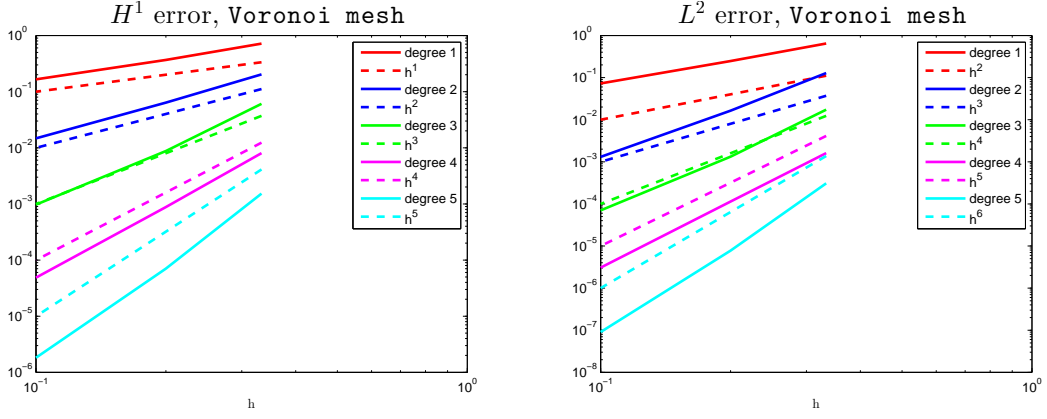 H¹ error, Voronoi mesh
10⁰
10⁻¹
10⁻²
10⁻³
10⁻⁴
10⁻⁵
10⁻⁶
10⁻¹
10⁰
h
degree 1
h¹
degree 2
h²
degree 3
h³
degree 4
h⁴
degree 5
h⁵
L² error, Voronoi mesh
10⁰
10⁻¹
10⁻²
10⁻³
10⁻⁴
10⁻⁵
10⁻⁶
10⁻⁷
10⁻⁸
10⁻¹
10⁰
h
degree 1
h²
degree 2
h³
degree 3
h⁴
degree 4
h⁵
degree 5
h⁶